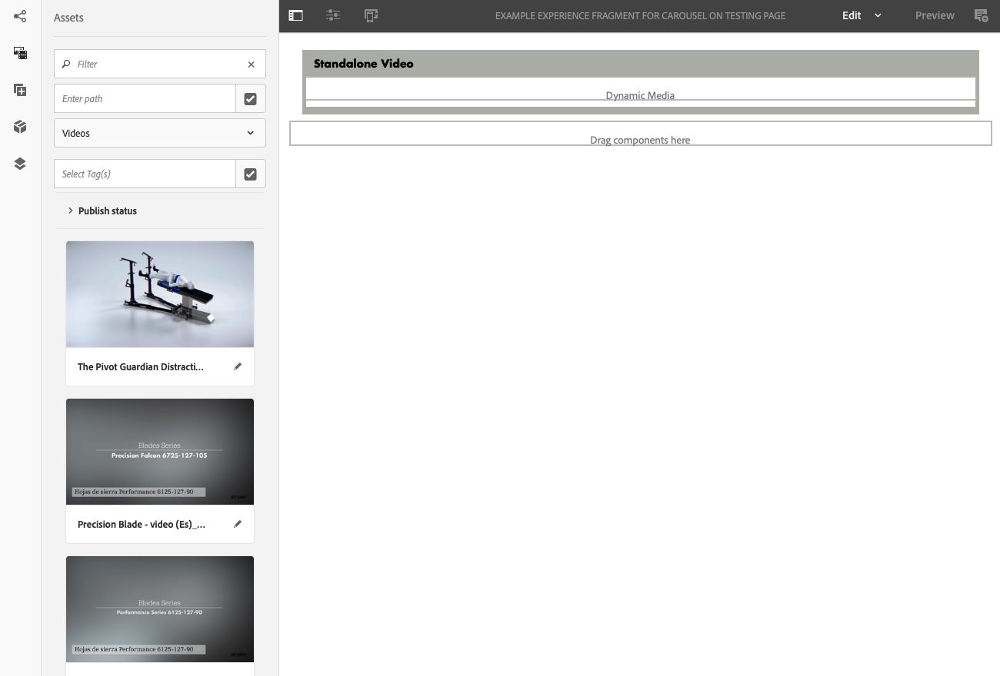 Assets
EXAMPLE EXPERIENCE FRAGMENT FOR CAROUSEL ON TESTING PAGE
Edit
Preview
Filter
Enter path
Videos
Select Tag(s)
Publish status
The Pivot Guardian Distracti...
Blades Series
Precision Falcon 6725-127-105
Hojas de sierra Performance 6125-127-90
stryker
Precision Blade - video (Es)_...
Blades Series
Performance Series 6125-127-90
Hojas de sierra Performance 6125-127-90
stryker
Standalone Video
Dynamic Media
Drag components here